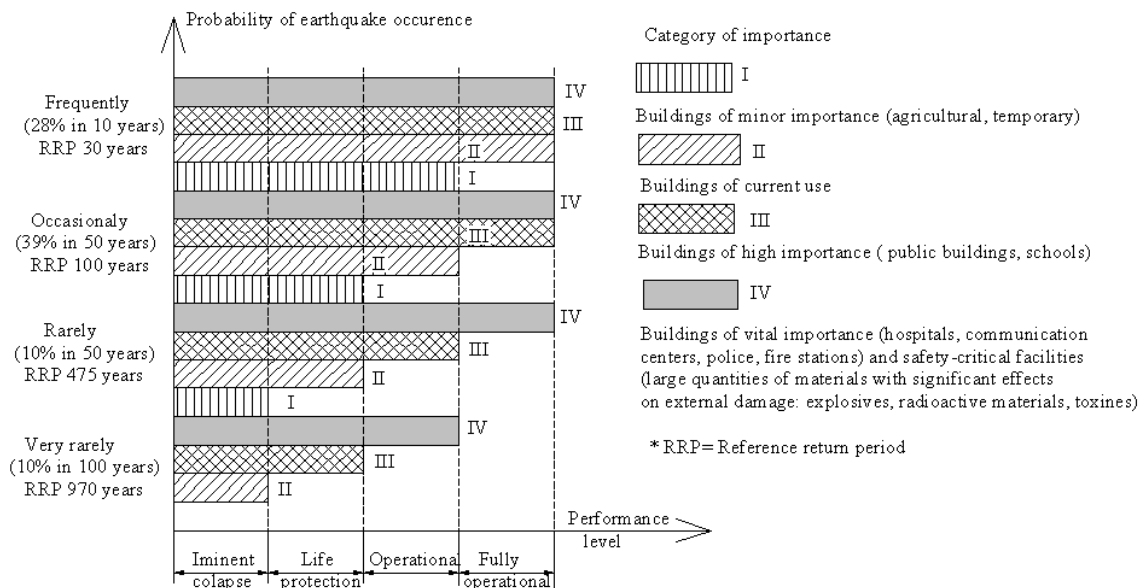 Probability of earthquake occurence
Frequently
(28% in 10 years)
RRP 30 years
IV
III
II
I
Occasionaly
(39% in 50 years)
RRP 100 years
IV
III
II
I
Rarely
(10% in 50 years)
RRP 475 years
IV
III
II
I
Very rarely
(10% in 100 years)
RRP 970 years
IV
III
II
Performance
level
Iminent
colapse
Life
protection
Operational
Fully
operational
Category of importance
I
Buildings of minor importance (agricultural, temporary)
II
Buildings of current use
III
Buildings of high importance ( public buildings, schools)
IV
Buildings of vital importance (hospitals, communication
centers, police, fire stations) and safety-critical facilities
(large quantities of materials with significant effects
on external damage: explosives, radioactive materials, toxines)
* RRP= Reference return period